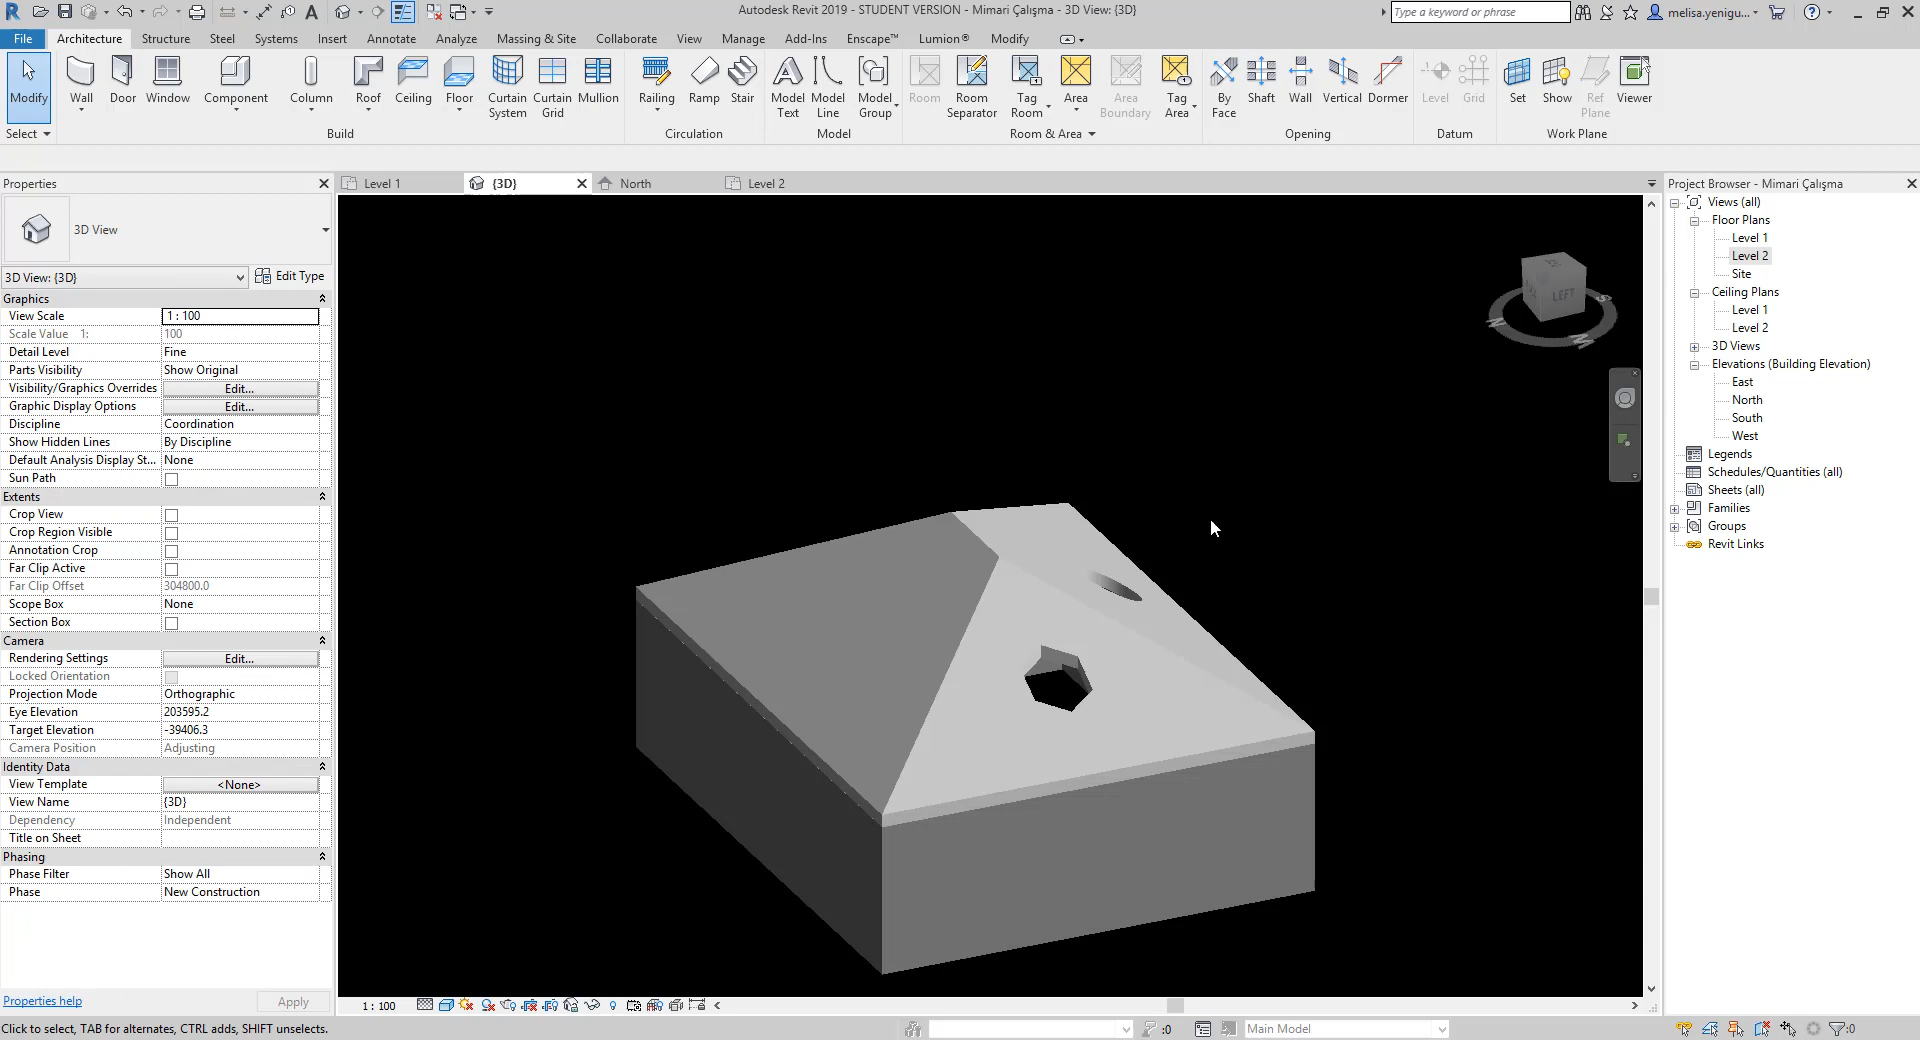 Autodesk Revit 2019 - STUDENT VERSION - Mimari Çalışma - 3D View: {3D}
Type a keyword or phrase
melisa.yenigu...
File Architecture Structure Steel Systems Insert Annotate Analyze Massing & Site Collaborate View Manage Add-Ins Enscape™ Lumion® Modify
Modify Wall Door Window Component Column Roof Ceiling Floor Curtain System Curtain Grid Mullion Railing Ramp Stair Model Text Model Line Model Group Room Room Separator Tag Room Area Area Boundary Tag Area By Face Shaft Wall Vertical Dormer Level Grid Set Show Ref Plane Viewer
Select Build Circulation Model Room & Area Opening Datum Work Plane
Properties
3D View
3D View: {3D}
Edit Type
Graphics
View Scale 1 : 100
Scale Value 1: 100
Detail Level Fine
Parts Visibility Show Original
Visibility/Graphics Overrides Edit...
Graphic Display Options Edit...
Discipline Coordination
Show Hidden Lines By Discipline
Default Analysis Display St... None
Sun Path
Extents
Crop View
Crop Region Visible
Annotation Crop
Far Clip Active
Far Clip Offset 304800.0
Scope Box None
Section Box
Camera
Rendering Settings Edit...
Locked Orientation
Projection Mode Orthographic
Eye Elevation 203595.2
Target Elevation -39406.3
Camera Position Adjusting
Identity Data
View Template <None>
View Name {3D}
Dependency Independent
Title on Sheet
Phasing
Phase Filter Show All
Phase New Construction
Properties help
Apply
Level 1 {3D} North Level 2
LEFT
1 : 100
Project Browser - Mimari Çalışma
Views (all)
Floor Plans
Level 1
Level 2
Site
Ceiling Plans
Level 1
Level 2
3D Views
Elevations (Building Elevation)
East
North
South
West
Legends
Schedules/Quantities (all)
Sheets (all)
Families
Groups
Revit Links
Click to select, TAB for alternates, CTRL adds, SHIFT unselects.
:0
Main Model
:0